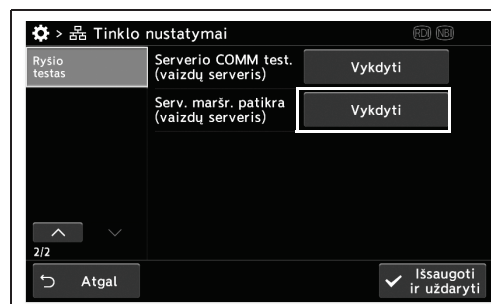 > Tinklo nustatymai RDI NBI
Ryšio
testas
Serverio COMM test.
(vaizdų serveris)
Vykdyti
Serv. maršr. patikra
(vaizdų serveris)
Vykdyti
2/2
Atgal
Išsaugoti
ir uždaryti